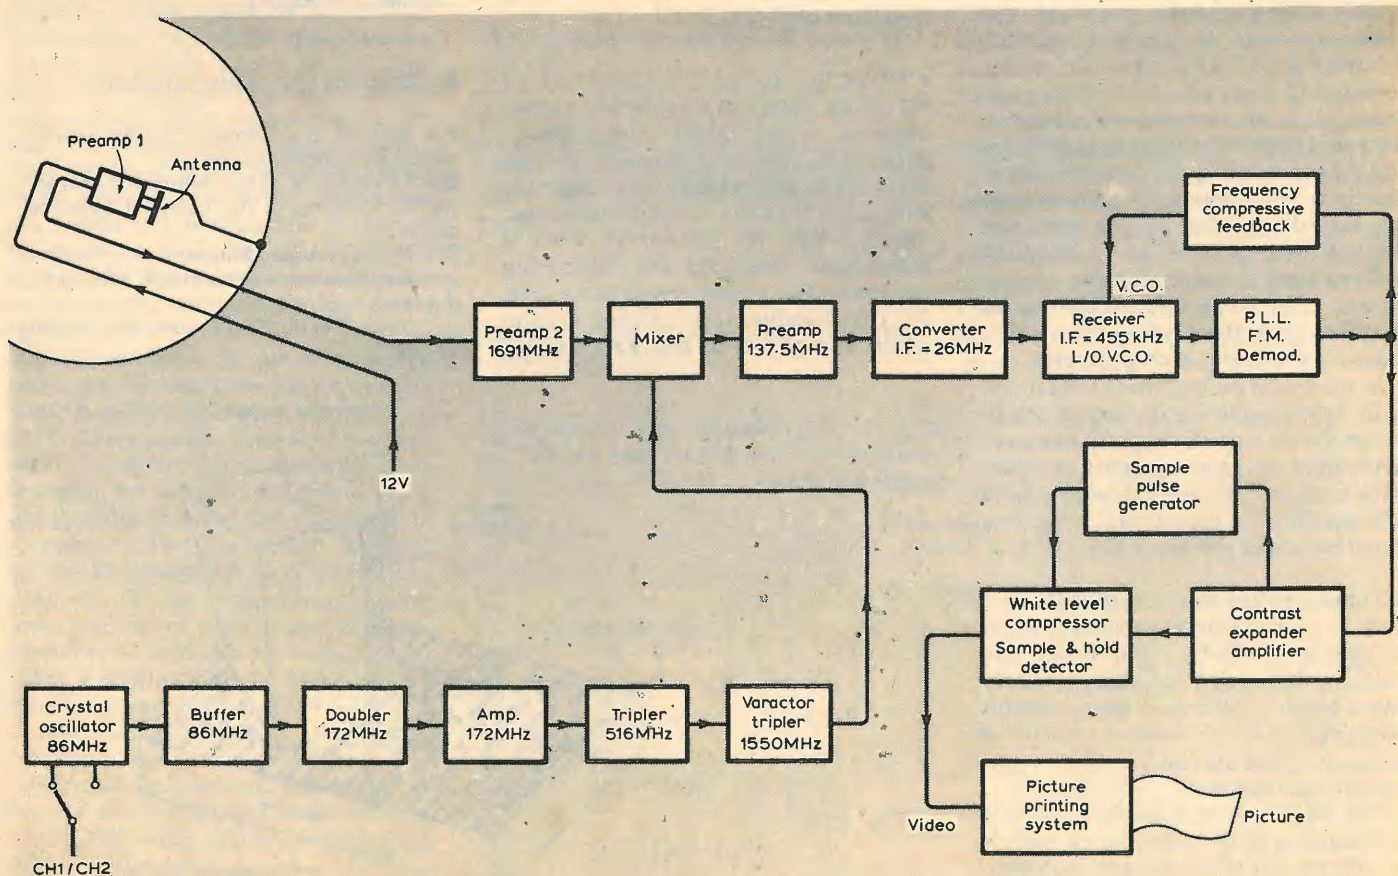 Preamp 1
Antenna
12V
Preamp 2
1691MHz
Mixer
Preamp
137·5MHz
Converter
I.F. = 26MHz
V.C.O.
Receiver
I.F. = 455kHz
L/O. V.C.O.
P.L.L.
F.M.
Demod.
Frequency
compressive
feedback
Sample
pulse
generator
White level
compressor
Sample & hold
detector
Contrast
expander
amplifier
Crystal
oscillator
86MHz
Buffer
86MHz
Doubler
172MHz
Amp.
172MHz
Tripler
516MHz
Varactor
tripler
1550MHz
CH1/CH2
Video
Picture
printing
system
Picture